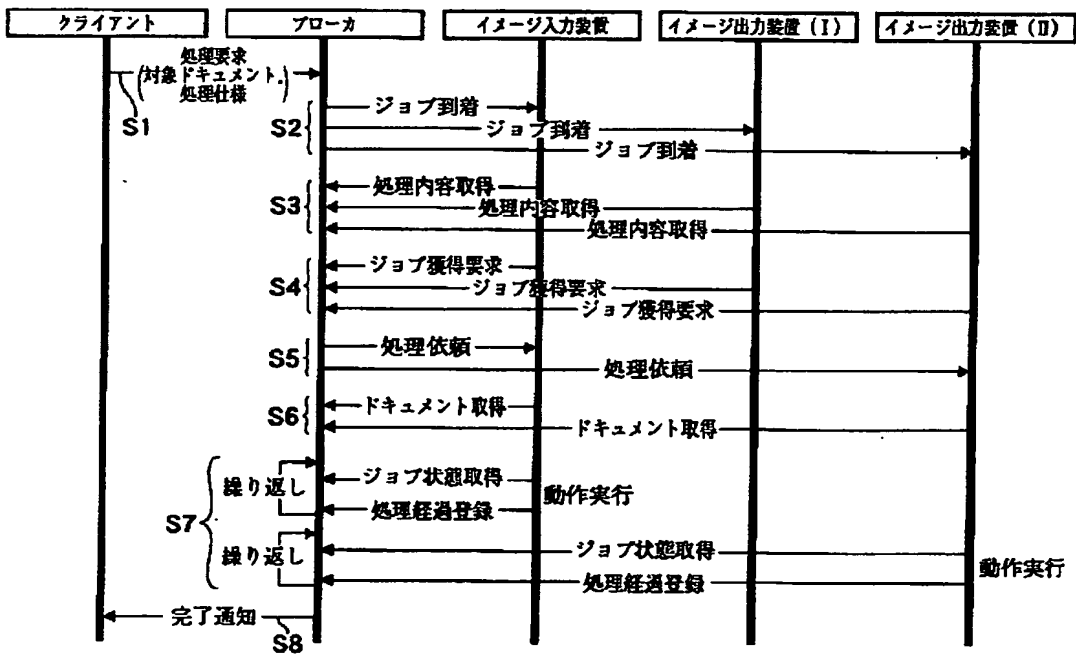 クライアント
ブローカ
イメージ入力装置
イメージ出力装置(I)
イメージ出力装置(II)
処理要求
(対象ドキュメント,
処理仕様)
S1
S2
ジョブ到着
ジョブ到着
ジョブ到着
S3
処理内容取得
処理内容取得
処理内容取得
S4
ジョブ獲得要求
ジョブ獲得要求
ジョブ獲得要求
S5
処理依頼
処理依頼
S6
ドキュメント取得
ドキュメント取得
S7
繰り返し
ジョブ状態取得
動作実行
処理経過登録
繰り返し
ジョブ状態取得
動作実行
処理経過登録
完了通知
S8